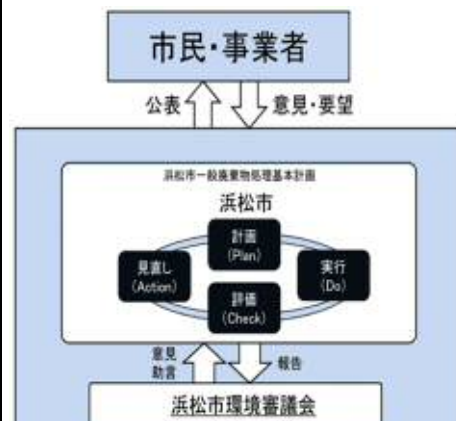 市民・事業者
公表
意見・要望
浜松市一般廃棄物処理基本計画
浜松市
計画
(Plan)
見直し
(Action)
実行
(Do)
評価
(Check)
意見
助言
報告
浜松市環境審議会